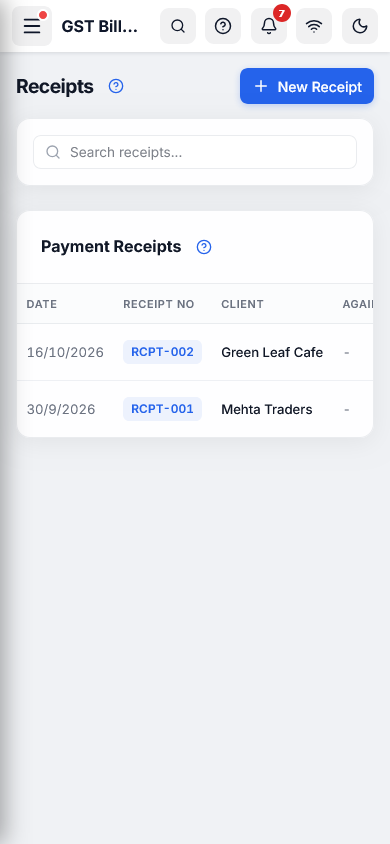 GST Bill...
7
Receipts
New Receipt
Search receipts...
Payment Receipts
DATE RECEIPT NO CLIENT
16/10/2026 RCPT-002 Green Leaf Cafe -
30/9/2026 RCPT-001 Mehta Traders -